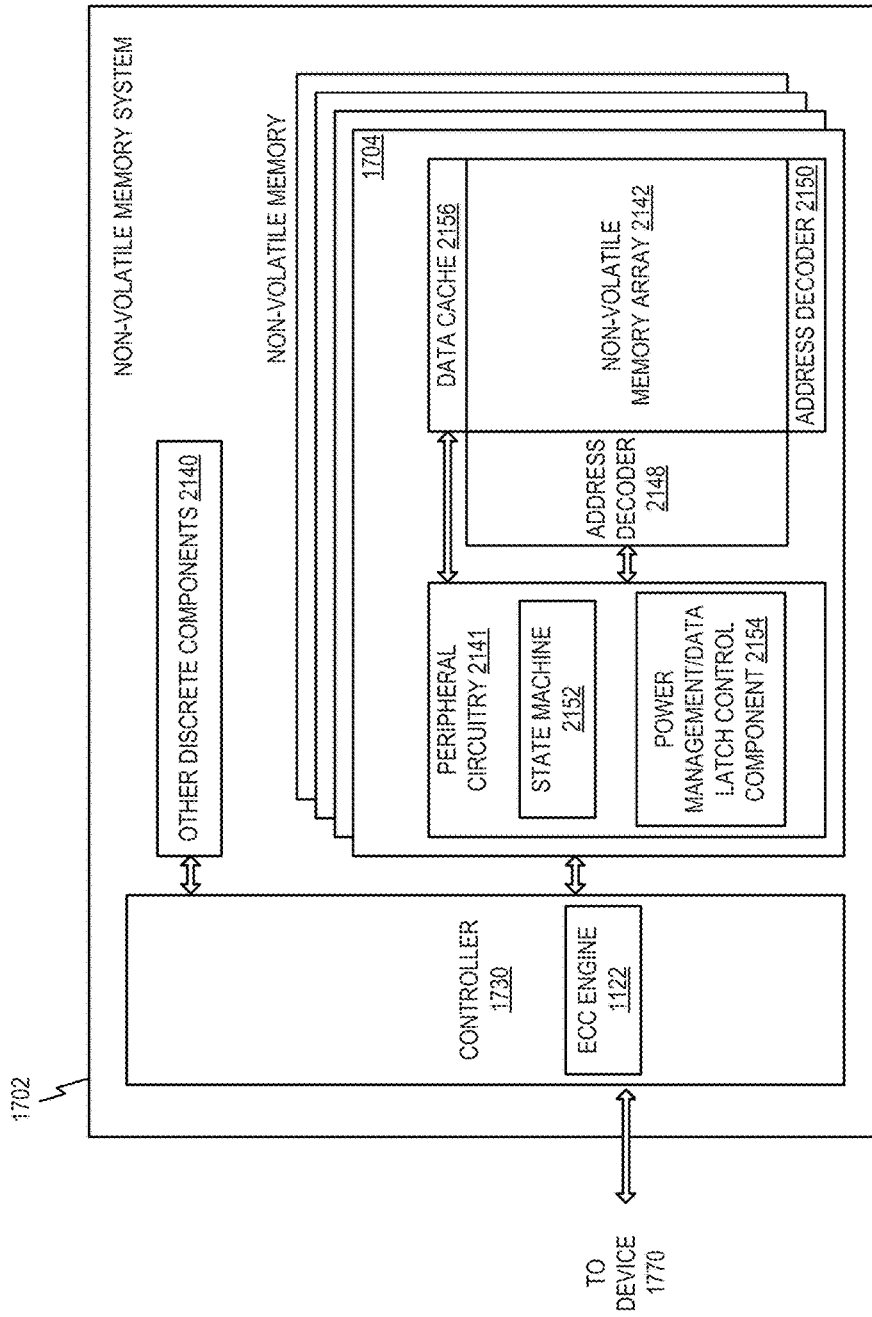 1702
NON-VOLATILE MEMORY SYSTEM
OTHER DISCRETE COMPONENTS 2140
NON-VOLATILE MEMORY
1704
CONTROLLER
1730
ECC ENGINE
1122
PERIPHERAL
CIRCUITRY 2141
STATE MACHINE
2152
POWER
MANAGEMENT/DATA
LATCH CONTROL
COMPONENT 2154
DATA CACHE 2156
ADDRESS
DECODER
2148
NON-VOLATILE
MEMORY ARRAY 2142
ADDRESS DECODER 2150
TO
DEVICE
1770